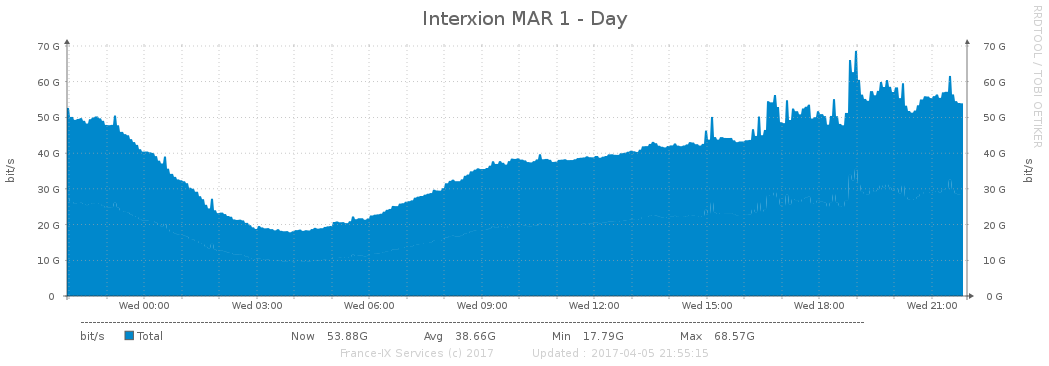 Interxion MAR 1 - Day
RRDTOOL / TOBI OETIKER
bit/s
70 G 70 G
60 G 60 G
50 G 50 G
40 G 40 G
30 G 30 G
20 G 20 G
10 G 10 G
0 0 G
bit/s
Wed 00:00 Wed 03:00 Wed 06:00 Wed 09:00 Wed 12:00 Wed 15:00 Wed 18:00 Wed 21:00
bit/s Total Now 53.88G Avg 38.66G Min 17.79G Max 68.57G
France-IX Services (c) 2017 Updated : 2017-04-05 21:55:15